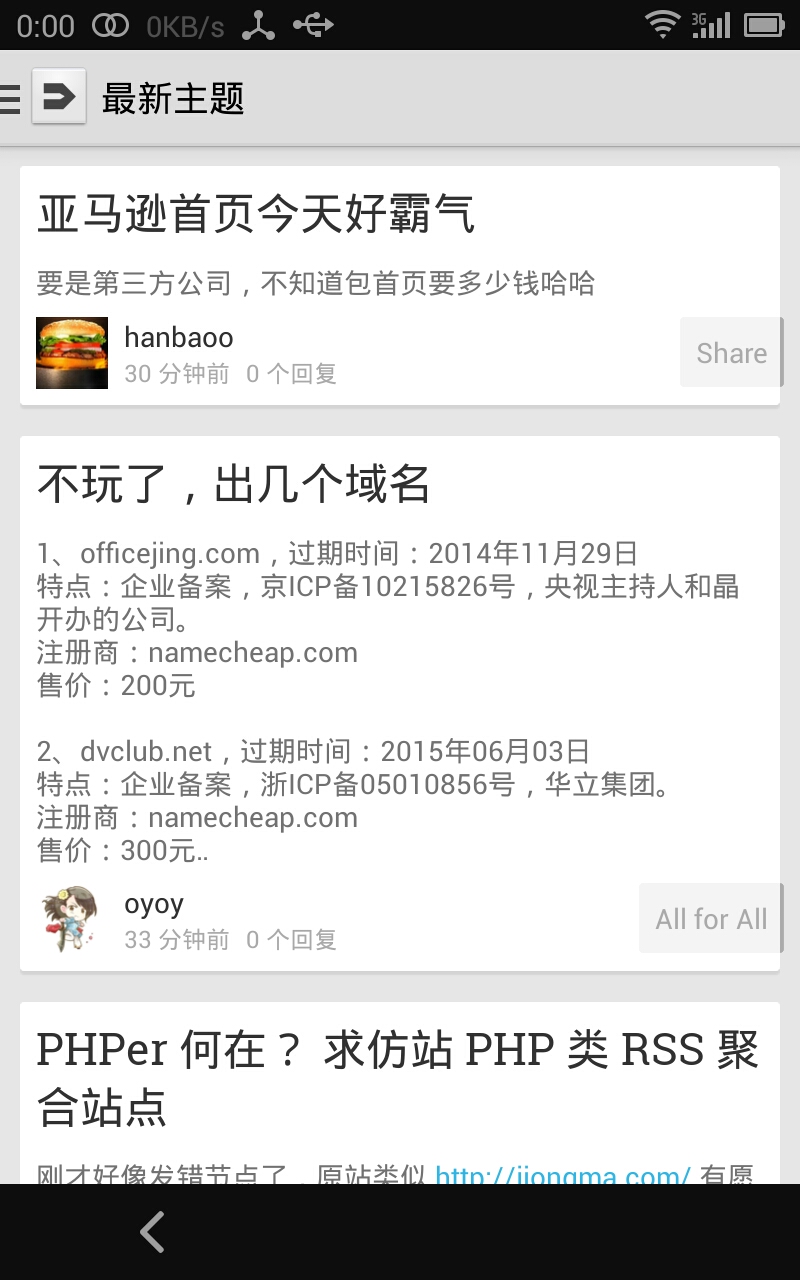 0:00 0KB/s 3G
最新主题
亚马逊首页今天好霸气
要是第三方公司，不知道包首页要多少钱哈哈
hanbaoo
30 分钟前 0 个回复
Share
不玩了，出几个域名
1、officejing.com，过期时间：2014年11月29日
特点：企业备案，京ICP备10215826号，央视主持人和晶
开办的公司。
注册商：namecheap.com
售价：200元
2、dvclub.net，过期时间：2015年06月03日
特点：企业备案，浙ICP备05010856号，华立集团。
注册商：namecheap.com
售价：300元..
oyoy
33 分钟前 0 个回复
All for All
PHPer 何在？ 求仿站 PHP 类 RSS 聚
合站点
刚才好像发错节点了，原站类似 http://jiongma.com/ 有愿